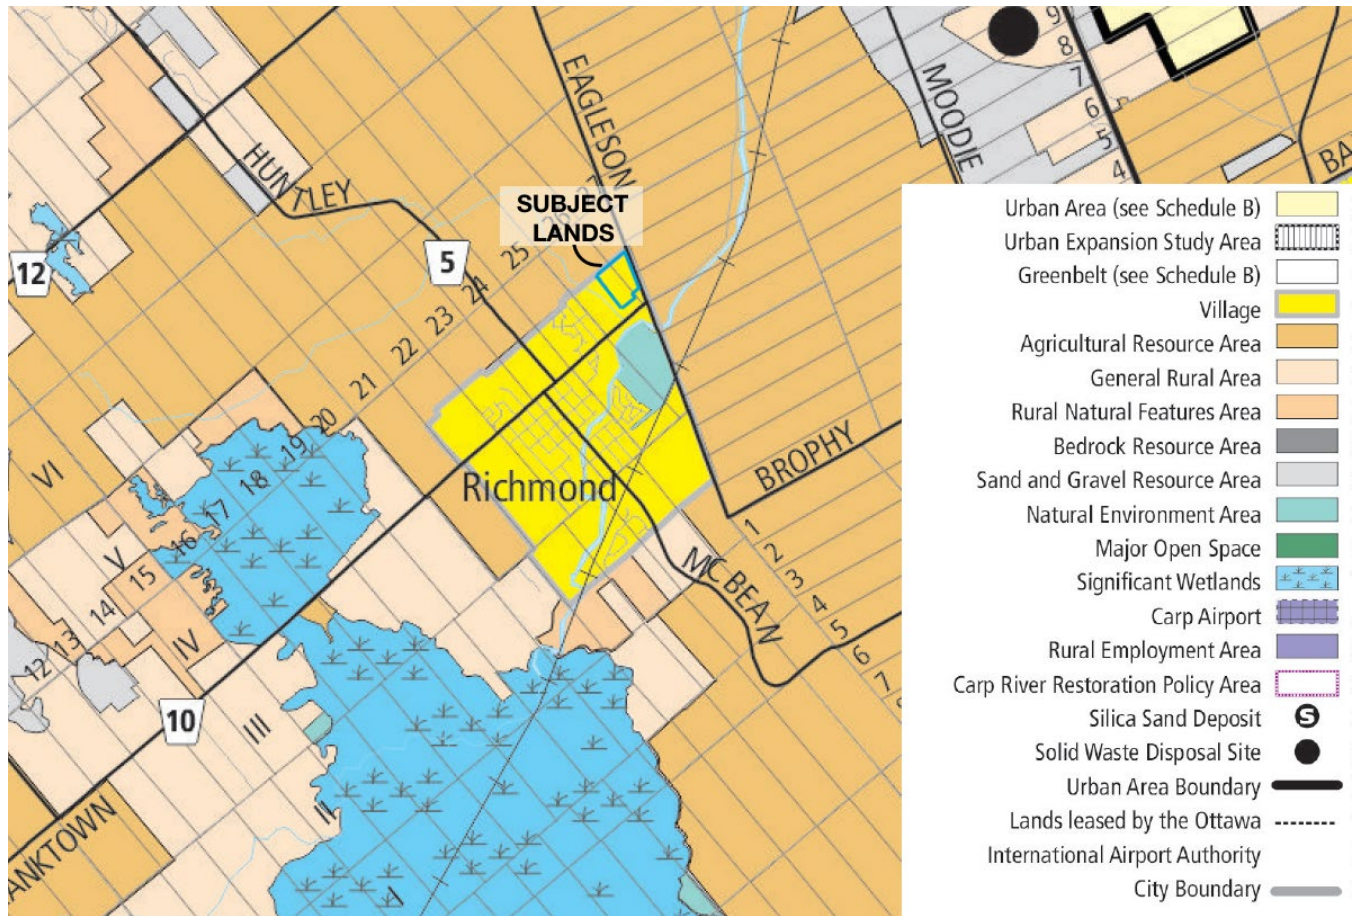 EAGLESON
MOODIE
9
8
7
6
5
4
BA
HUNTLEY
SUBJECT
LANDS
12
5
27
26
25
24
23
22
21
20
19
18
17
16
15
14
13
12
VI
V
IV
III
II
I
Richmond
BROPHY
MCBEAN
1
2
3
4
5
6
7
10
ANKTOWN
Urban Area (see Schedule B)
Urban Expansion Study Area
Greenbelt (see Schedule B)
Village
Agricultural Resource Area
General Rural Area
Rural Natural Features Area
Bedrock Resource Area
Sand and Gravel Resource Area
Natural Environment Area
Major Open Space
Significant Wetlands
Carp Airport
Rural Employment Area
Carp River Restoration Policy Area
Silica Sand Deposit S
Solid Waste Disposal Site
Urban Area Boundary
Lands leased by the Ottawa
International Airport Authority
City Boundary